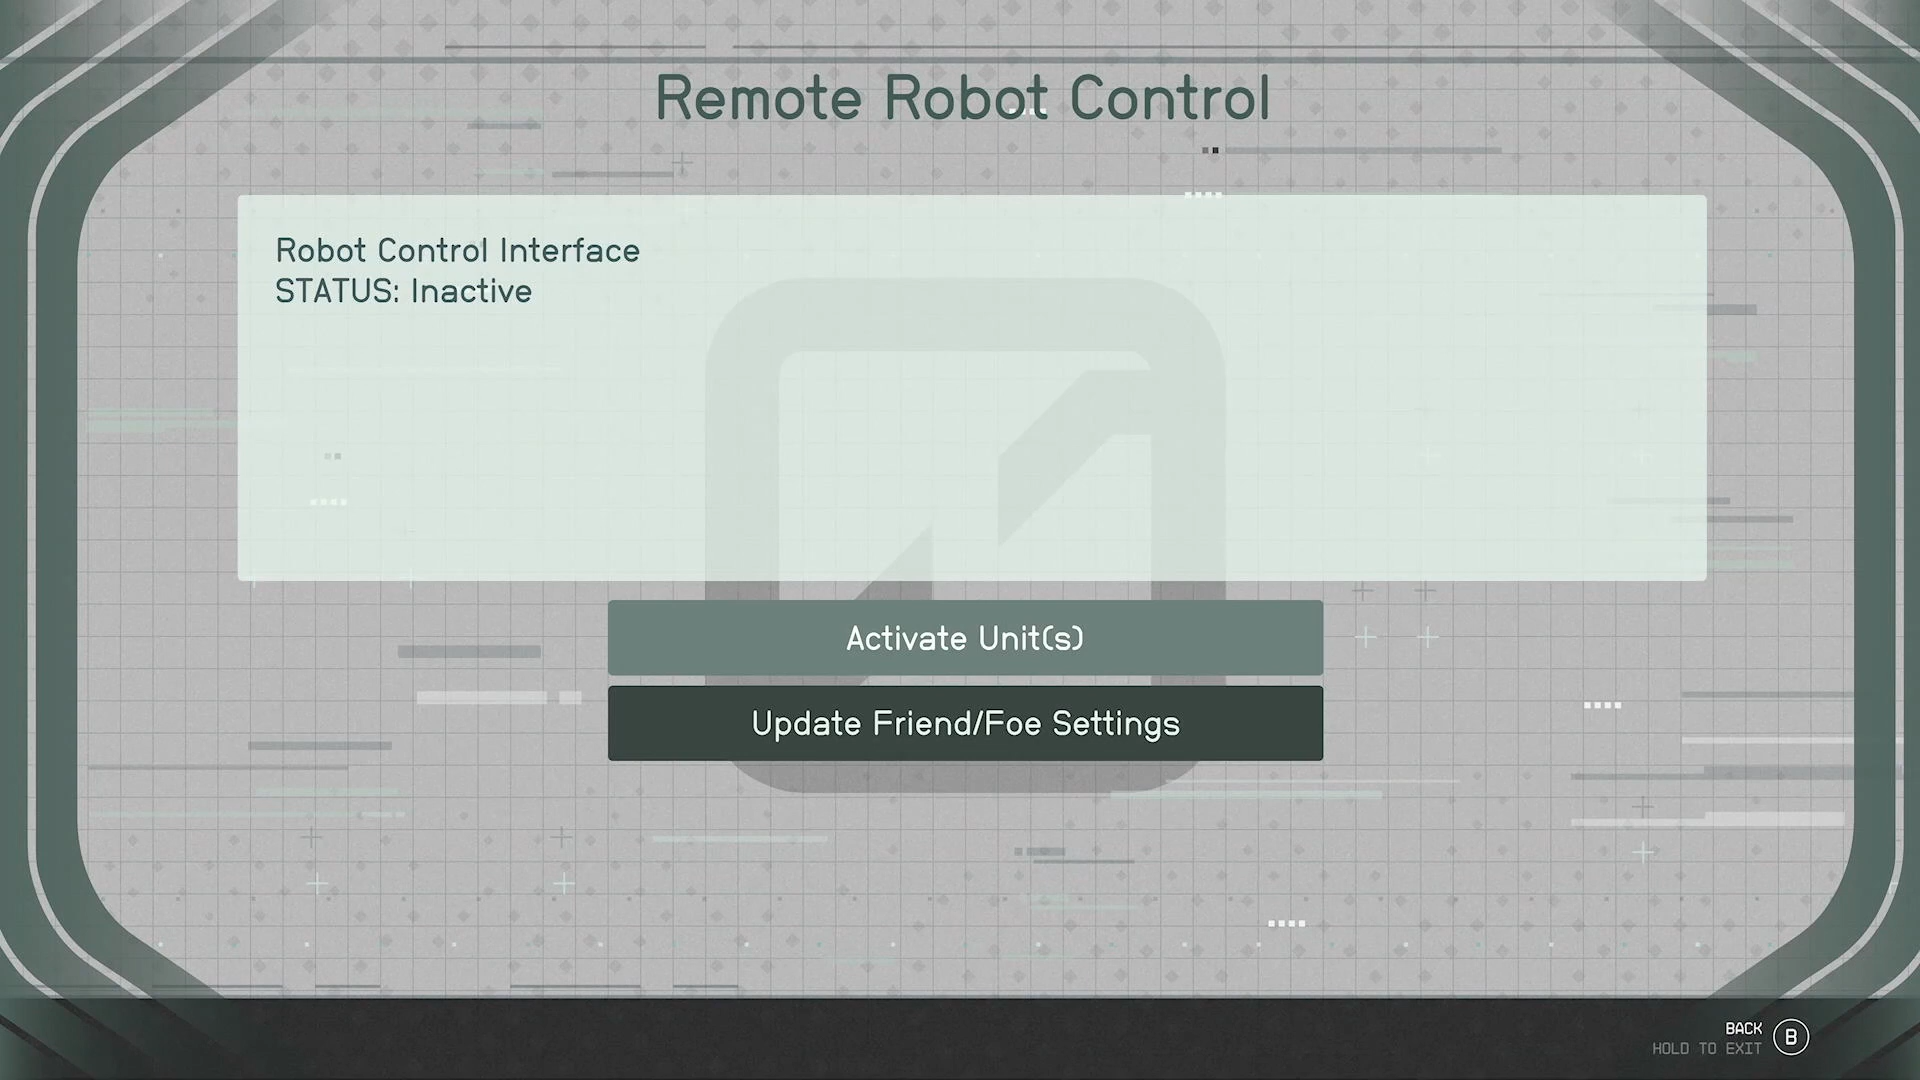 Remote Robot Control
Robot Control Interface
STATUS: Inactive
Activate Unit(s)
Update Friend/Foe Settings
BACK
HOLD TO EXIT
B